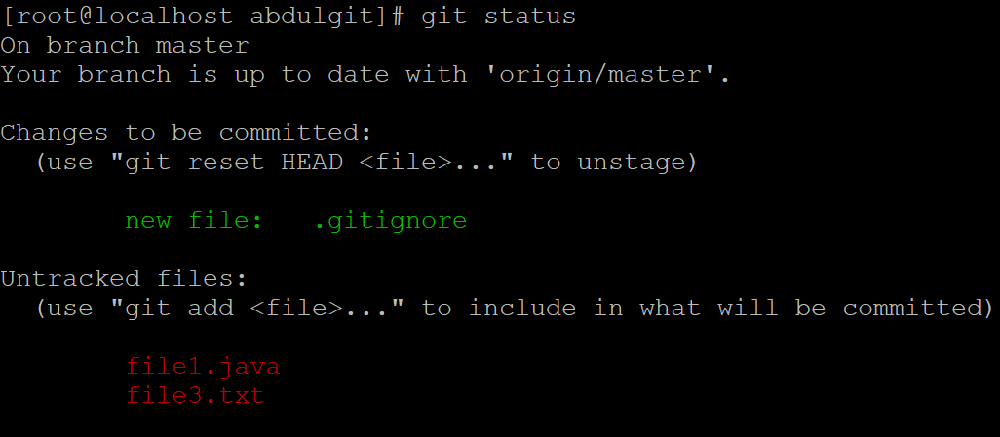 [root@localhost abdulgit]# git status
On branch master
Your branch is up to date with 'origin/master'.
Changes to be committed:
(use "git reset HEAD <file>..." to unstage)
new file: .gitignore
Untracked files:
(use "git add <file>..." to include in what will be committed)
file1.java
file3.txt